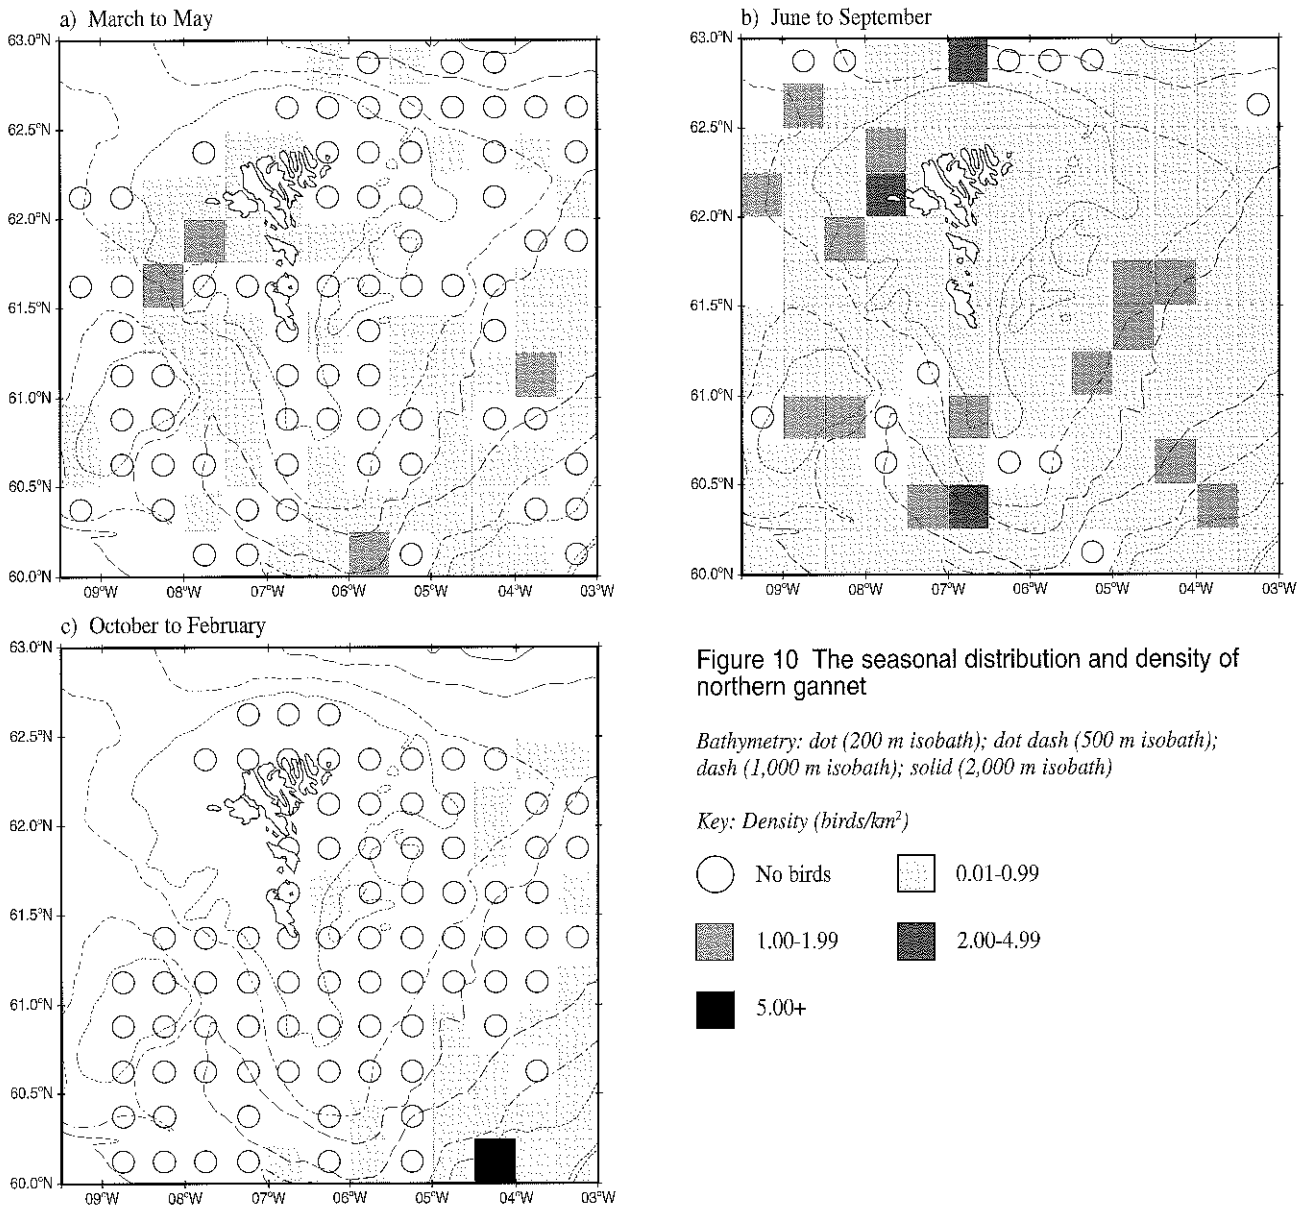 a) March to May
63.0°N
62.5°N
62.0°N
61.5°N
61.0°N
60.5°N
60.0°N
09°W 08°W 07°W 06°W 05°W 04°W 03°W
b) June to September
63.0°N
62.5°N
62.0°N
61.5°N
61.0°N
60.5°N
60.0°N
09°W 08°W 07°W 06°W 05°W 04°W 03°W
c) October to February
63.0°N
62.5°N
62.0°N
61.5°N
61.0°N
60.5°N
60.0°N
09°W 08°W 07°W 06°W 05°W 04°W 03°W
Figure 10 The seasonal distribution and density of
northern gannet
Bathymetry: dot (200 m isobath); dot dash (500 m isobath);
dash (1,000 m isobath); solid (2,000 m isobath)
Key: Density (birds/km²)
No birds
0.01-0.99
1.00-1.99
2.00-4.99
5.00+